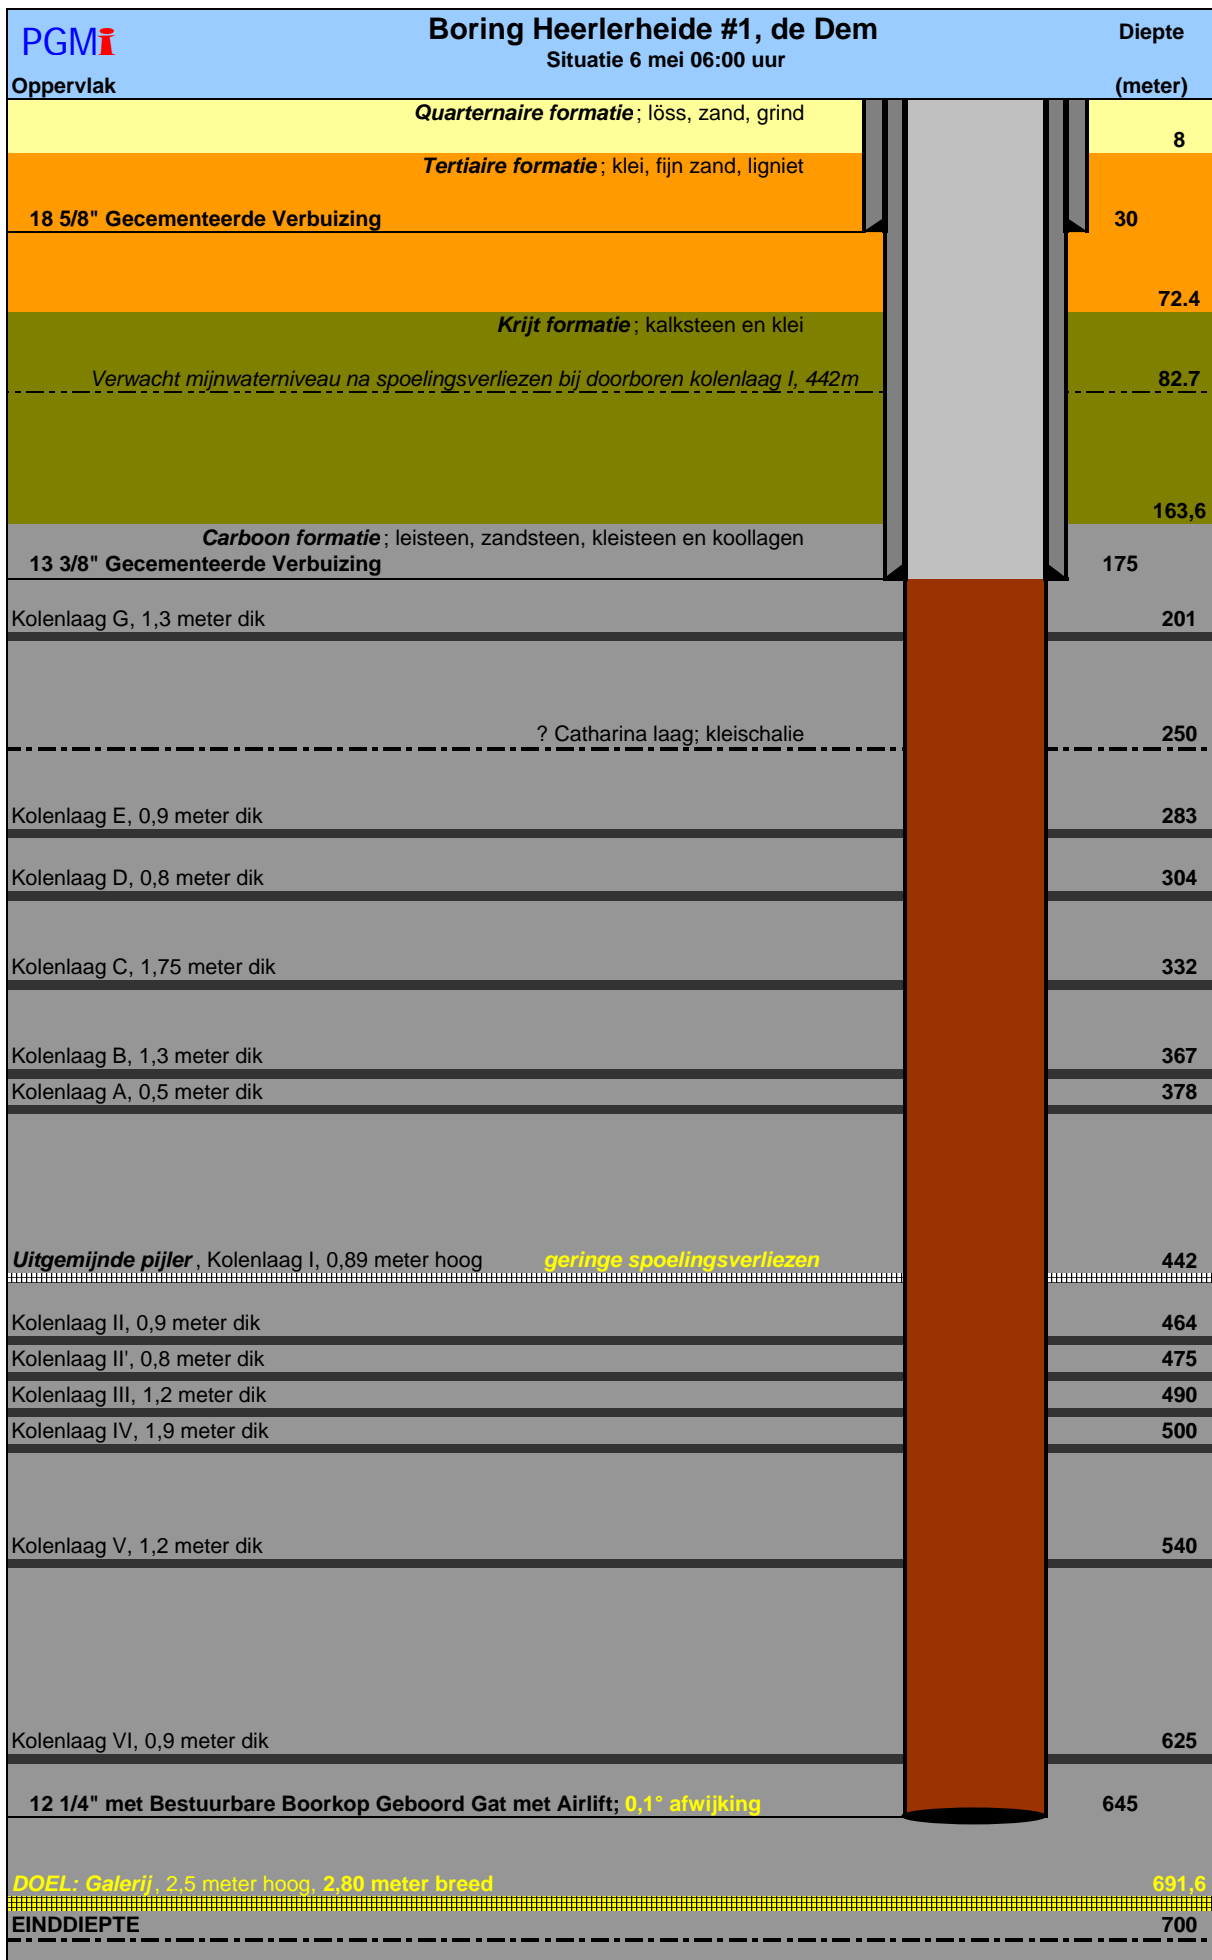 PGMi
Boring Heerlerheide #1, de Dem
Diepte
Situatie 6 mei 06:00 uur
Oppervlak
(meter)
Quarternaire formatie; löss, zand, grind
8
Tertiaire formatie; klei, fijn zand, ligniet
18 5/8" Gecementeerde Verbuizing
30
72.4
Krijt formatie; kalksteen en klei
Verwacht mijnwaterniveau na spoelingsverliezen bij doorboren kolenlaag I, 442m
82.7
163,6
Carboon formatie; leisteen, zandsteen, kleisteen en koollagen
13 3/8" Gecementeerde Verbuizing
175
Kolenlaag G, 1,3 meter dik
201
? Catharina laag; kleischalie
250
Kolenlaag E, 0,9 meter dik
283
Kolenlaag D, 0,8 meter dik
304
Kolenlaag C, 1,75 meter dik
332
Kolenlaag B, 1,3 meter dik
367
Kolenlaag A, 0,5 meter dik
378
Uitgemijnde pijler, Kolenlaag I, 0,89 meter hoog
geringe spoelingsverliezen
442
Kolenlaag II, 0,9 meter dik
464
Kolenlaag II', 0,8 meter dik
475
Kolenlaag III, 1,2 meter dik
490
Kolenlaag IV, 1,9 meter dik
500
Kolenlaag V, 1,2 meter dik
540
Kolenlaag VI, 0,9 meter dik
625
12 1/4" met Bestuurbare Boorkop Geboord Gat met Airlift; 0,1° afwijking
645
DOEL: Galerij, 2,5 meter hoog, 2,80 meter breed
691,6
EINDDIEPTE
700